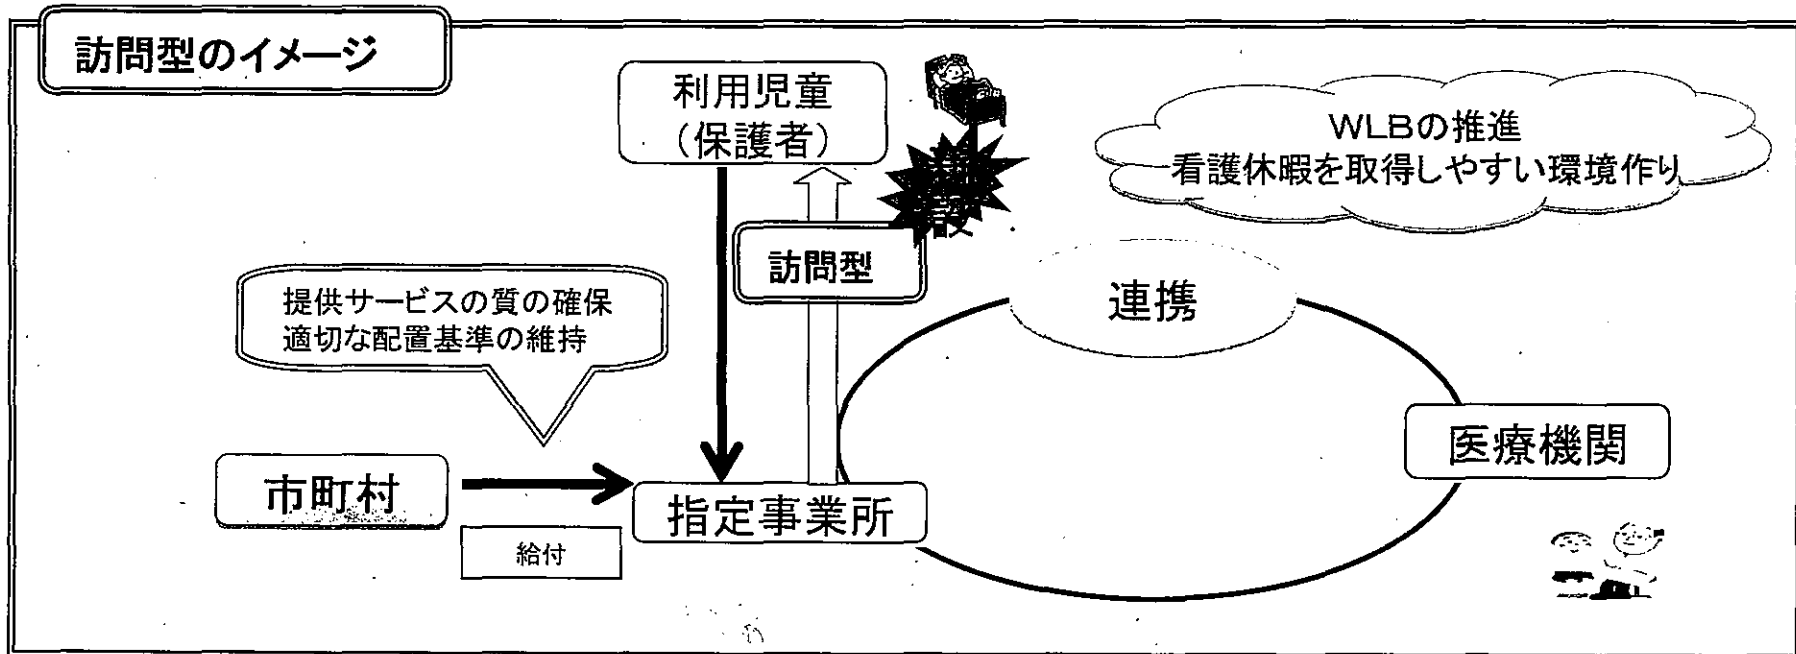 訪問型のイメージ
利用児童
（保護者）
WLBの推進
看護休暇を取得しやすい環境作り
訪問型
提供サービスの質の確保
適切な配置基準の維持
連携
医療機関
市町村
指定事業所
給付